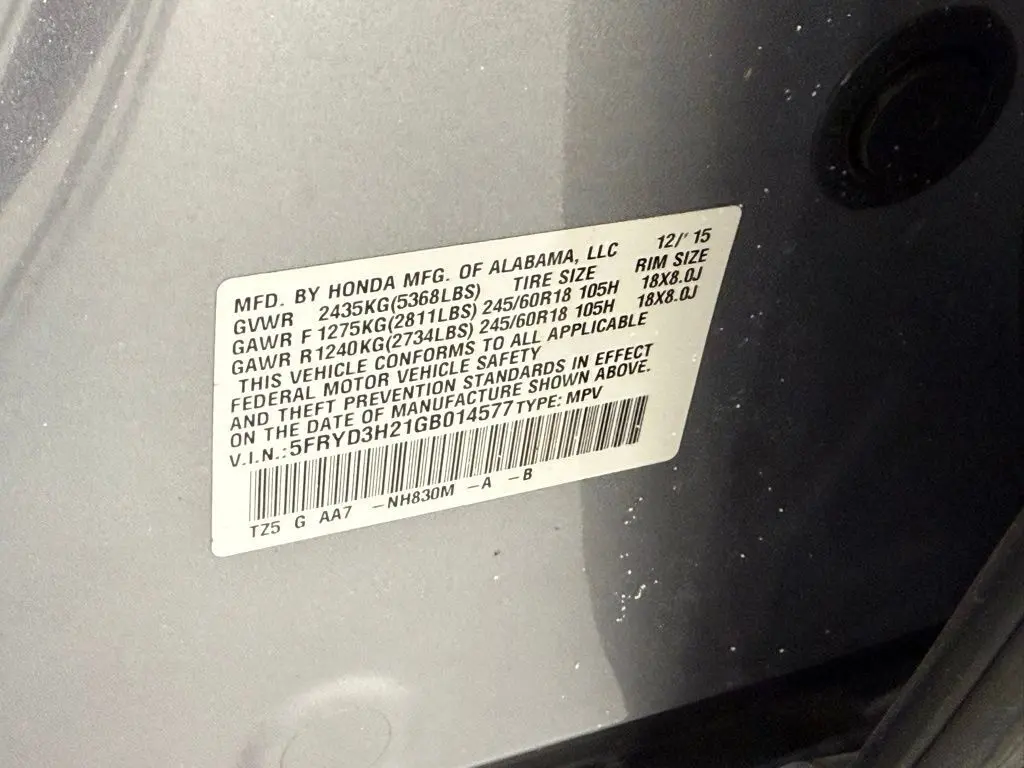 MFD. BY HONDA MFG. OF ALABAMA, LLC 12/' 15
GVWR 2435KG(5368LBS) TIRE SIZE RIM SIZE
GAWR F 1275KG(2811LBS) 245/60R18 105H 18X8.0J
GAWR R1240KG(2734LBS) 245/60R18 105H 18X8.0J
THIS VEHICLE CONFORMS TO ALL APPLICABLE
FEDERAL MOTOR VEHICLE SAFETY
AND THEFT PREVENTION STANDARDS IN EFFECT
ON THE DATE OF MANUFACTURE SHOWN ABOVE.
V.I.N.:5FRYD3H21GB014577 TYPE: MPV
TZ5 G AA7 -NH830M -A -B